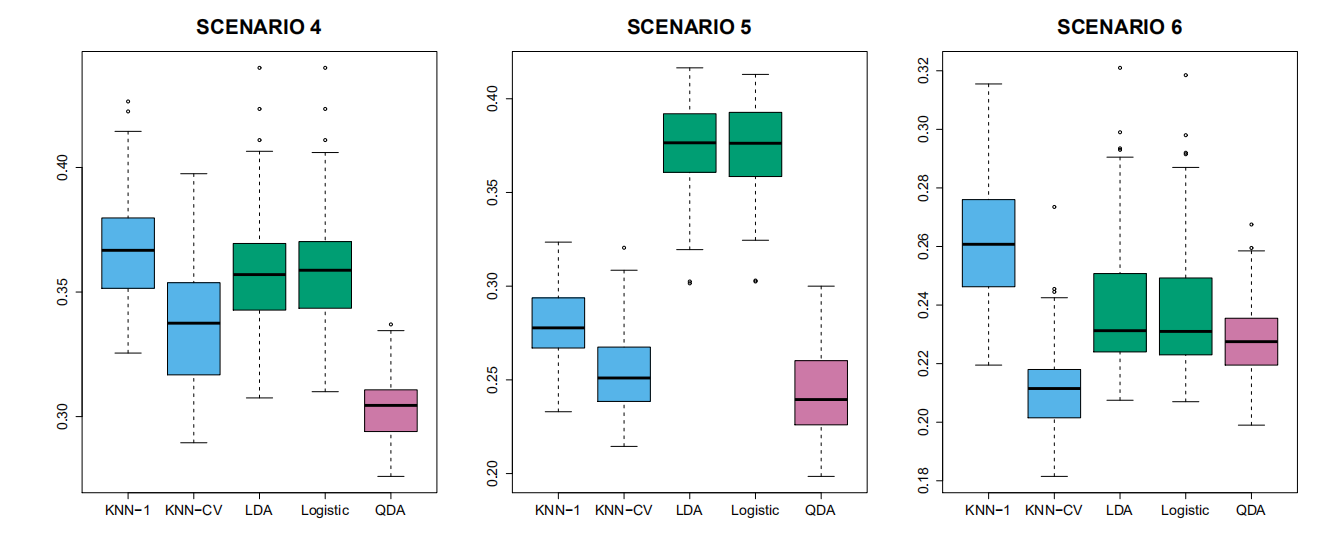 SCENARIO 4
SCENARIO 5
SCENARIO 6
0.40
0.35
0.30
KNN−1 KNN−CV LDA Logistic QDA
0.40
0.35
0.30
0.25
0.20
KNN−1 KNN−CV LDA Logistic QDA
0.32
0.30
0.28
0.26
0.24
0.22
0.20
0.18
KNN−1 KNN−CV LDA Logistic QDA